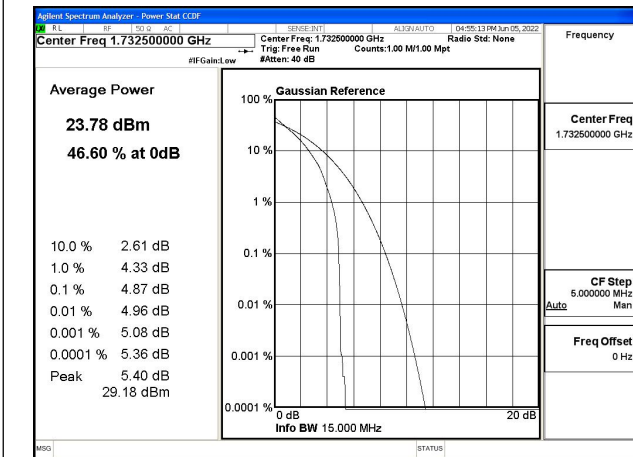 Agilent Spectrum Analyzer - Power Stat CCDF
LXI RL RF 50 Ω AC SENSE:INT ALIGN AUTO 04:55:13 PM Jun 05, 2022
Center Freq 1.732500000 GHz
Center Freq: 1.732500000 GHz Radio Std: None
Trig: Free Run Counts:1.00 M/1.00 Mpt
#IFGain:Low #Atten: 40 dB
Frequency
Average Power
23.78 dBm
46.60 % at 0dB
10.0 % 2.61 dB
1.0 % 4.33 dB
0.1 % 4.87 dB
0.01 % 4.96 dB
0.001 % 5.08 dB
0.0001 % 5.36 dB
Peak 5.40 dB
29.18 dBm
Gaussian Reference
100 %
10 %
1 %
0.1 %
0.01 %
0.001 %
0.0001 %
0 dB 20 dB
Info BW 15.000 MHz
Center Freq
1.732500000 GHz
CF Step
5.000000 MHz
Auto Man
Freq Offset
0 Hz
MSG STATUS